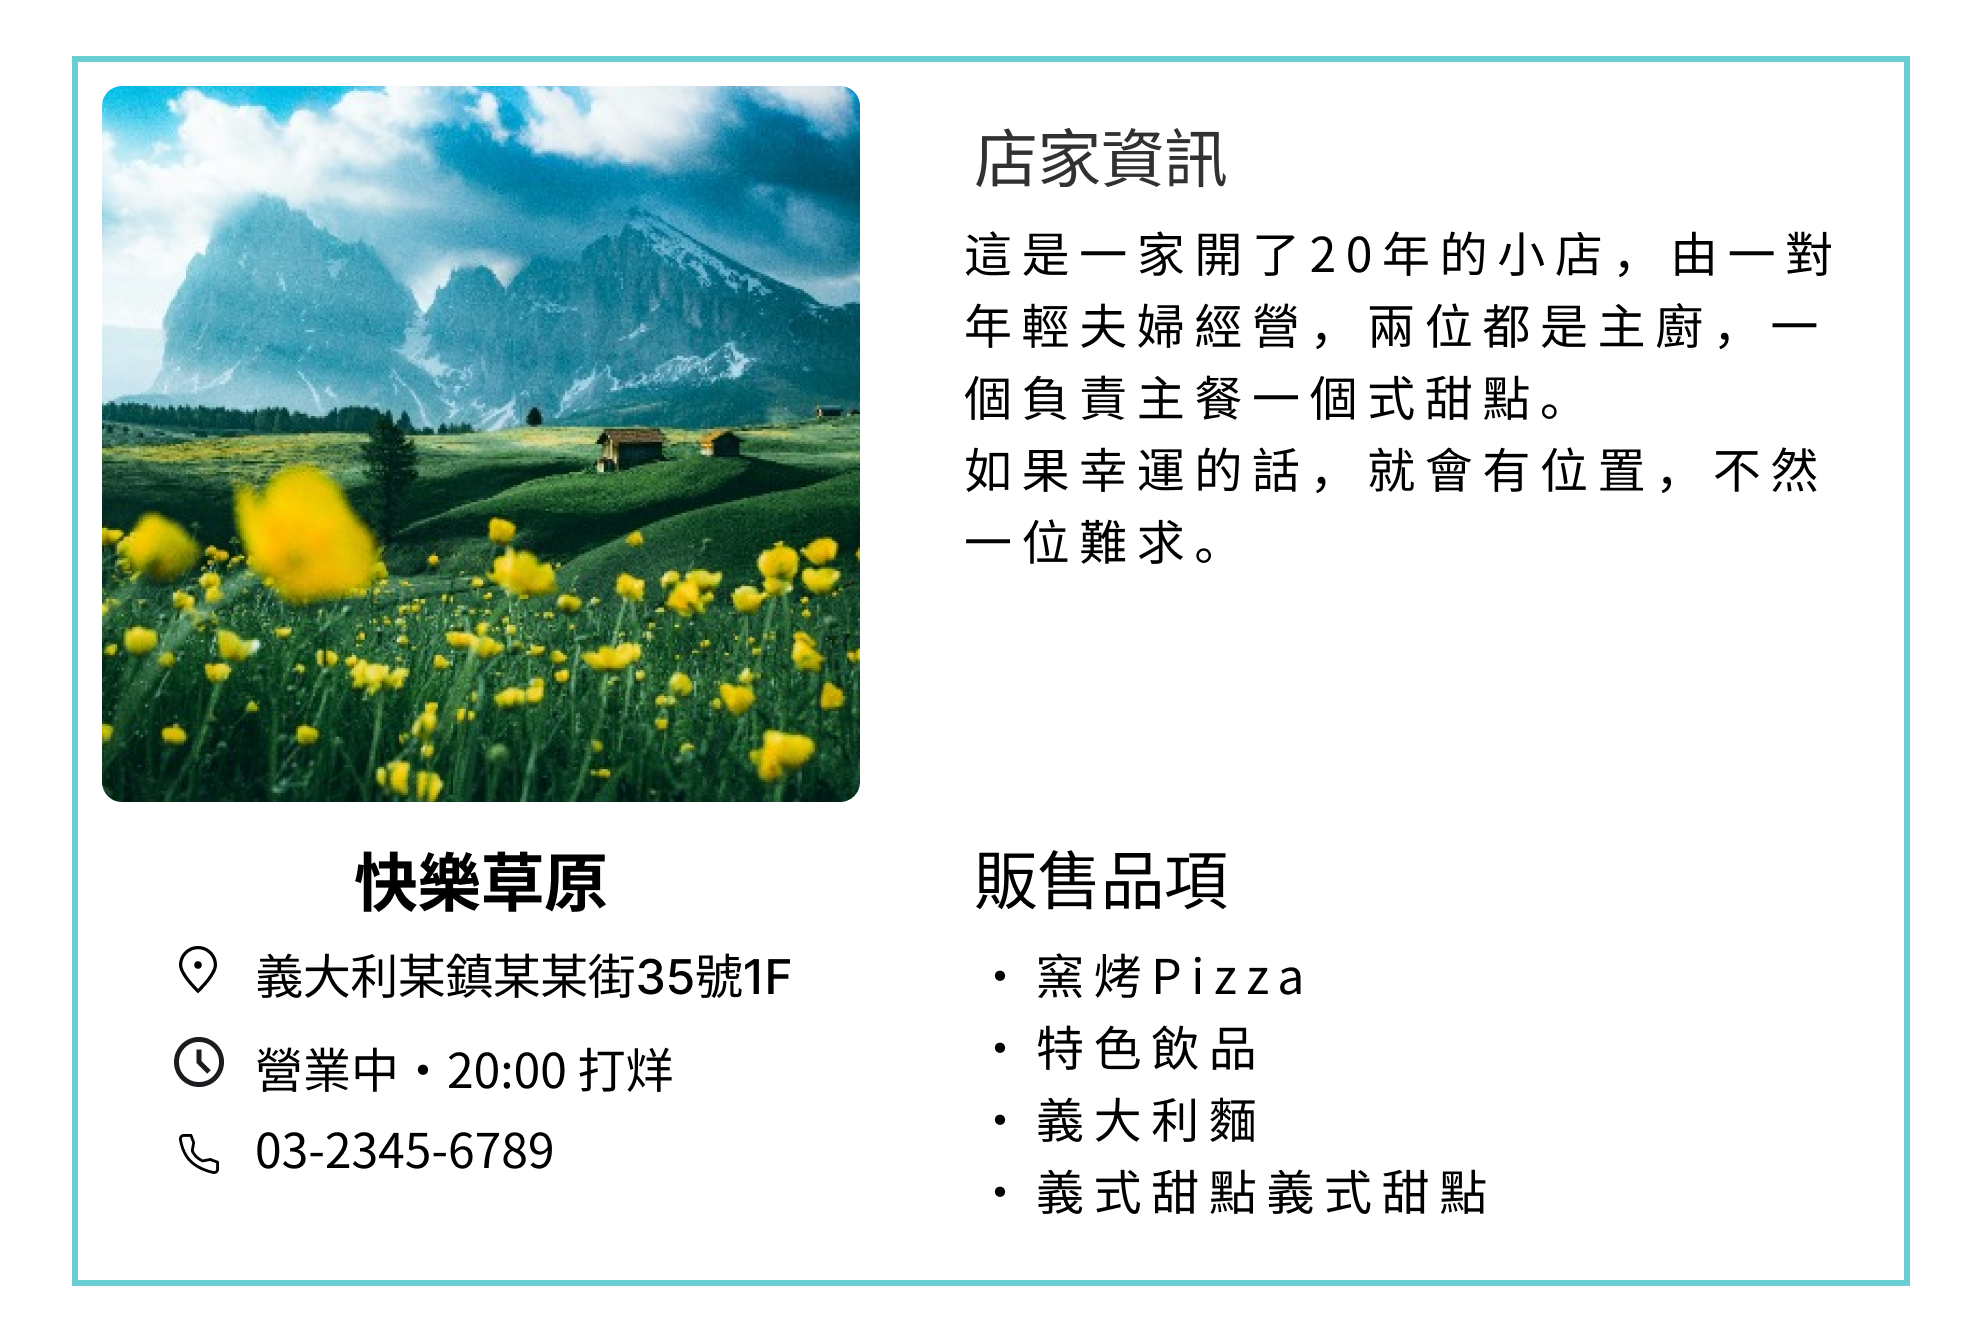 店家資訊
這是一家開了20年的小店，由一對
年輕夫婦經營，兩位都是主廚，一
個負責主餐一個式甜點。
如果幸運的話，就會有位置，不然
一位難求。
快樂草原
義大利某鎮某某街35號1F
營業中・20:00 打烊
03-2345-6789
販售品項
・窯烤Pizza
・特色飲品
・義大利麵
・義式甜點義式甜點